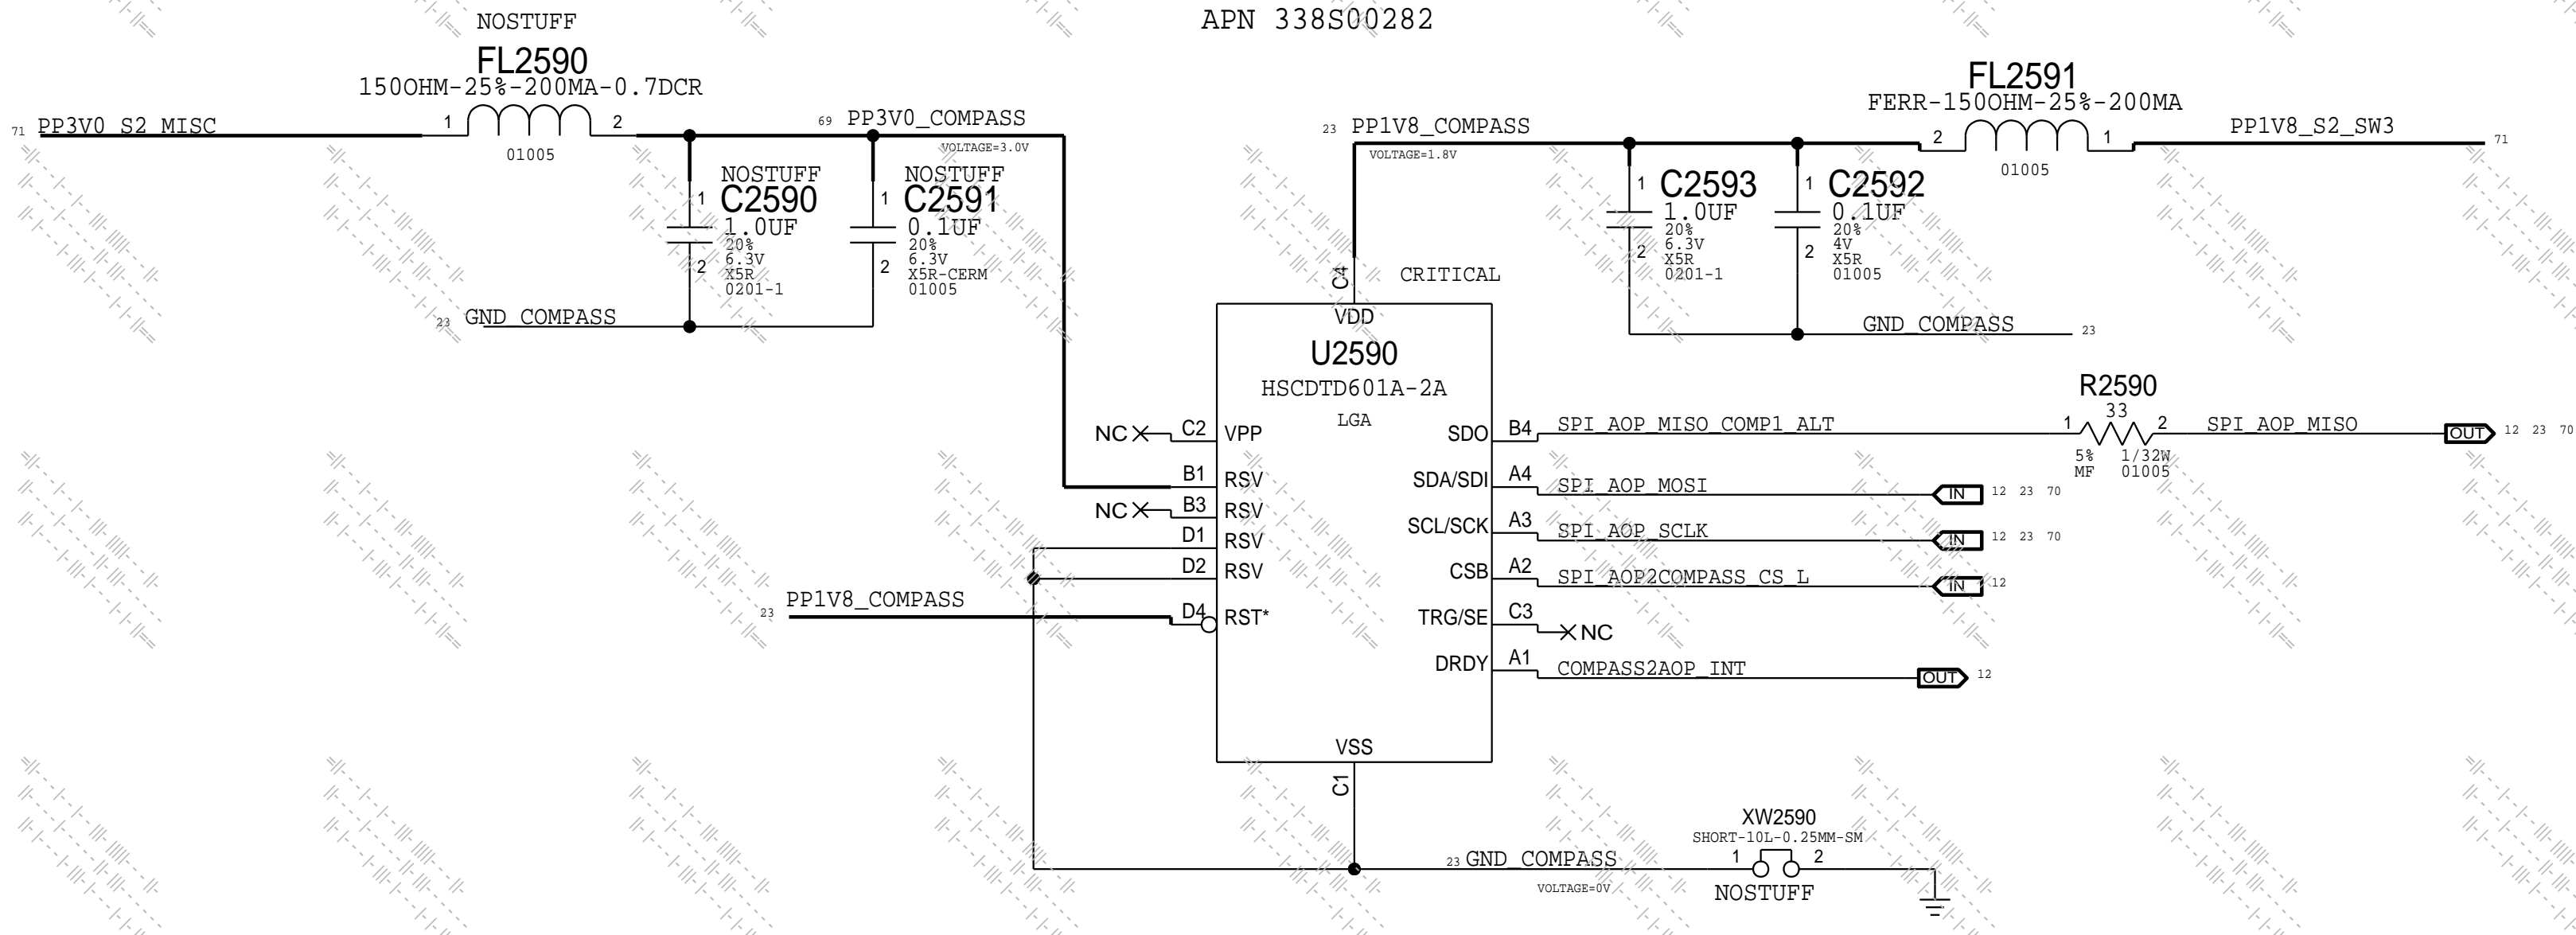 APN 338S00282
NOSTUFF
FL2590
150OHM-25%-200MA-0.7DCR
71 PP3V0_S2_MISC
1
2
01005
69 PP3V0_COMPASS
VOLTAGE=3.0V
NOSTUFF
C2590
1
1.0UF
20%
6.3V
2
X5R
0201-1
NOSTUFF
C2591
1
0.1UF
20%
6.3V
2
X5R-CERM
01005
23 GND_COMPASS
23 PP1V8_COMPASS
VOLTAGE=1.8V
FL2591
FERR-150OHM-25%-200MA
2
1
01005
PP1V8_S2_SW3
71
C2593
1
1.0UF
20%
6.3V
2
X5R
0201-1
C2592
1
0.1UF
20%
4V
2
X5R
01005
GND_COMPASS 23
C4
CRITICAL
VDD
U2590
HSCDTD601A-2A
LGA
NC C2 VPP
B1 RSV
NC B3 RSV
D1 RSV
D2 RSV
23 PP1V8_COMPASS
D4 RST*
SDO B4 SPI_AOP_MISO_COMP1_ALT
R2590
33
1
2
5%
1/32W
MF
01005
SPI_AOP_MISO OUT 12 23 70
SDA/SDI A4 SPI_AOP_MOSI IN 12 23 70
SCL/SCK A3 SPI_AOP_SCLK IN 12 23 70
CSB A2 SPI_AOP2COMPASS_CS_L IN 12
TRG/SE C3 NC
DRDY A1 COMPASS2AOP_INT OUT 12
VSS
C1
23 GND_COMPASS
VOLTAGE=0V
XW2590
SHORT-10L-0.25MM-SM
1
2
NOSTUFF